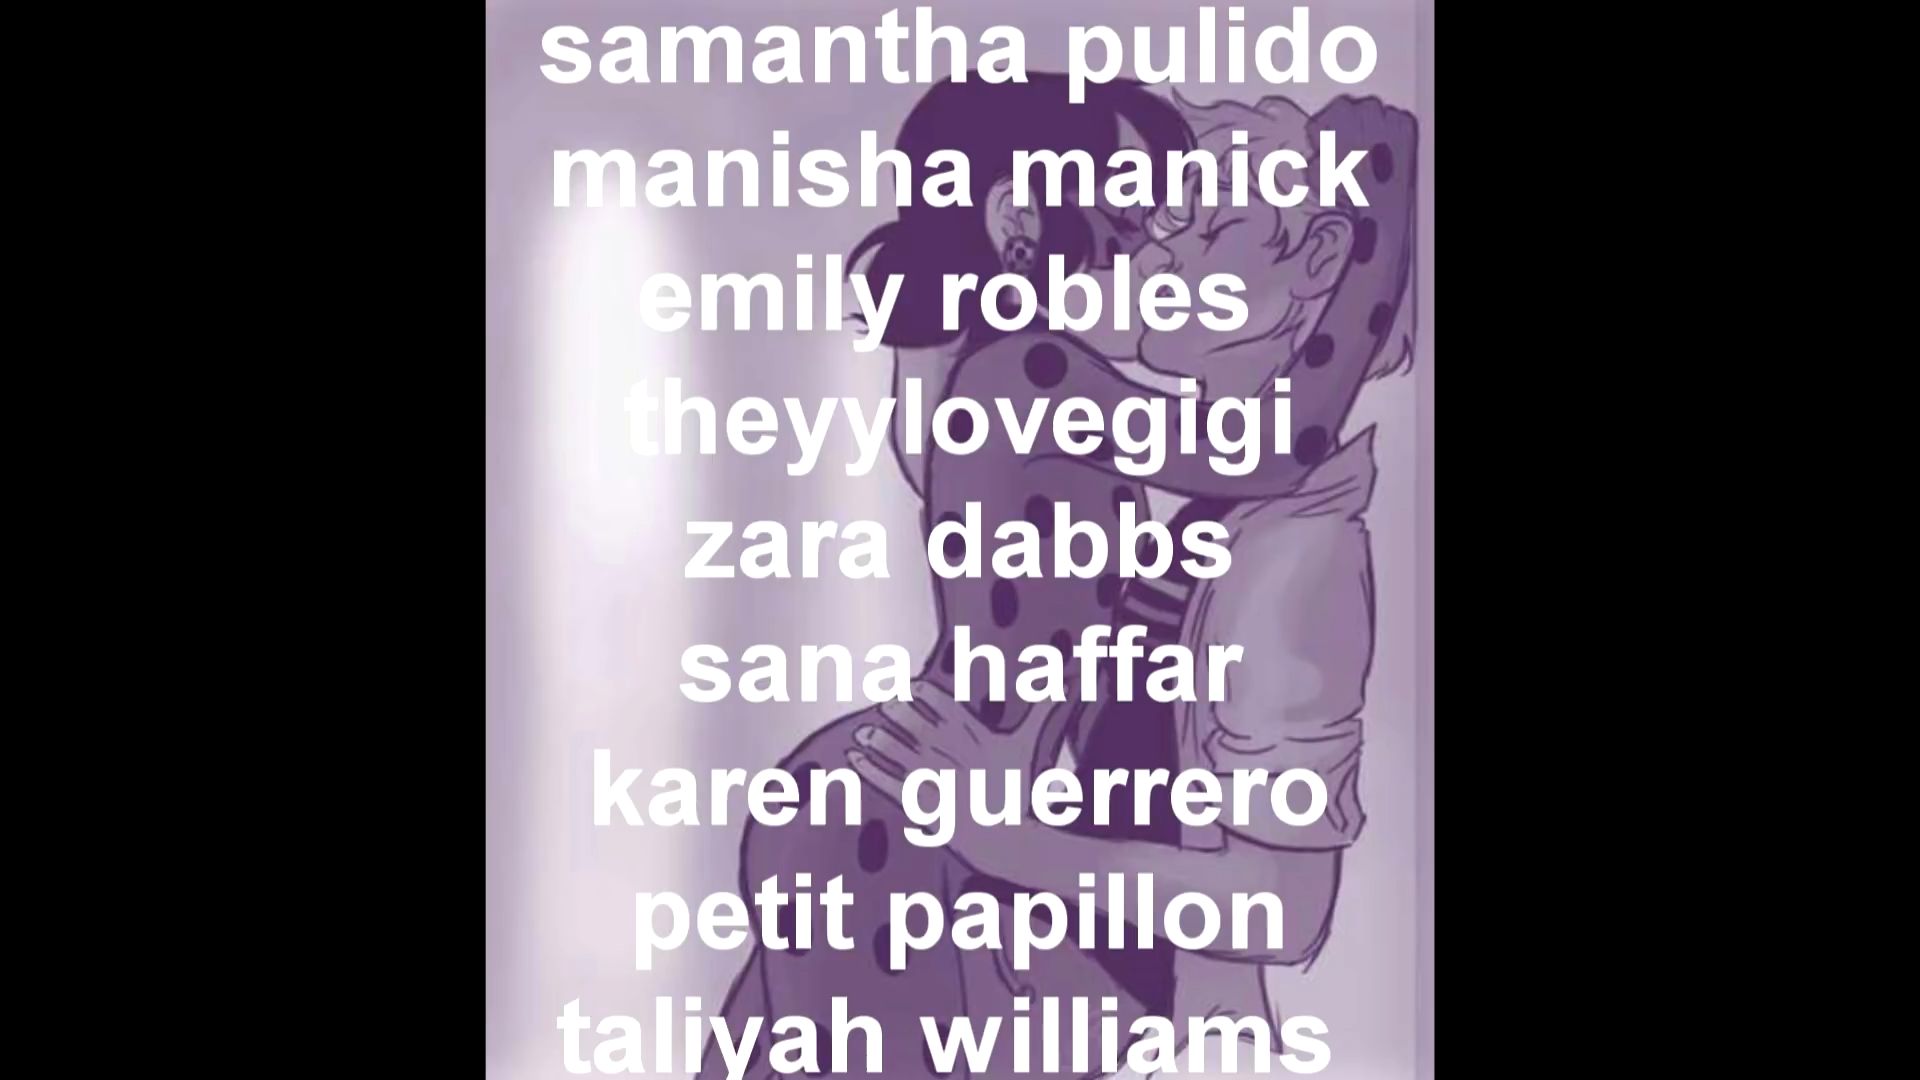 samantha pulido
manisha manick
emily robles
theyylovegigi
zara dabbs
sana haffar
karen guerrero
petit papillon
taliyah williams